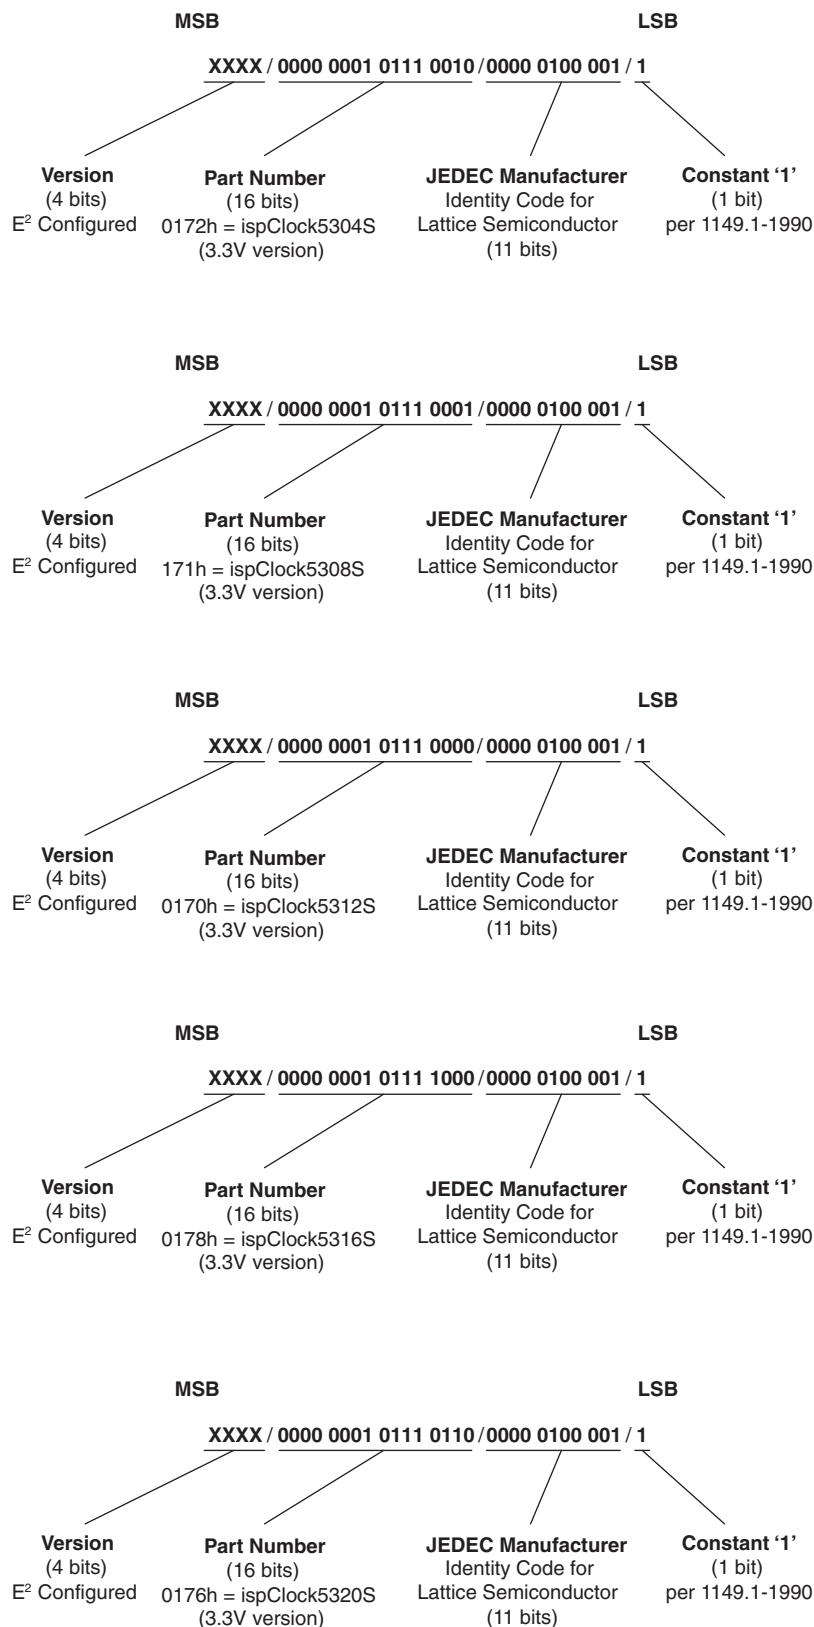 MSB LSB
XXXX / 0000 0001 0111 0010 / 0000 0100 001 / 1
Version Part Number JEDEC Manufacturer Constant ‘1’
(4 bits) (16 bits) Identity Code for (1 bit)
E² Configured 0172h = ispClock5304S Lattice Semiconductor per 1149.1-1990
(3.3V version) (11 bits)
MSB LSB
XXXX / 0000 0001 0111 0001 / 0000 0100 001 / 1
Version Part Number JEDEC Manufacturer Constant ‘1’
(4 bits) (16 bits) Identity Code for (1 bit)
E² Configured 171h = ispClock5308S Lattice Semiconductor per 1149.1-1990
(3.3V version) (11 bits)
MSB LSB
XXXX / 0000 0001 0111 0000 / 0000 0100 001 / 1
Version Part Number JEDEC Manufacturer Constant ‘1’
(4 bits) (16 bits) Identity Code for (1 bit)
E² Configured 0170h = ispClock5312S Lattice Semiconductor per 1149.1-1990
(3.3V version) (11 bits)
MSB LSB
XXXX / 0000 0001 0111 1000 / 0000 0100 001 / 1
Version Part Number JEDEC Manufacturer Constant ‘1’
(4 bits) (16 bits) Identity Code for (1 bit)
E² Configured 0178h = ispClock5316S Lattice Semiconductor per 1149.1-1990
(3.3V version) (11 bits)
MSB LSB
XXXX / 0000 0001 0111 0110 / 0000 0100 001 / 1
Version Part Number JEDEC Manufacturer Constant ‘1’
(4 bits) (16 bits) Identity Code for (1 bit)
E² Configured 0176h = ispClock5320S Lattice Semiconductor per 1149.1-1990
(3.3V version) (11 bits)